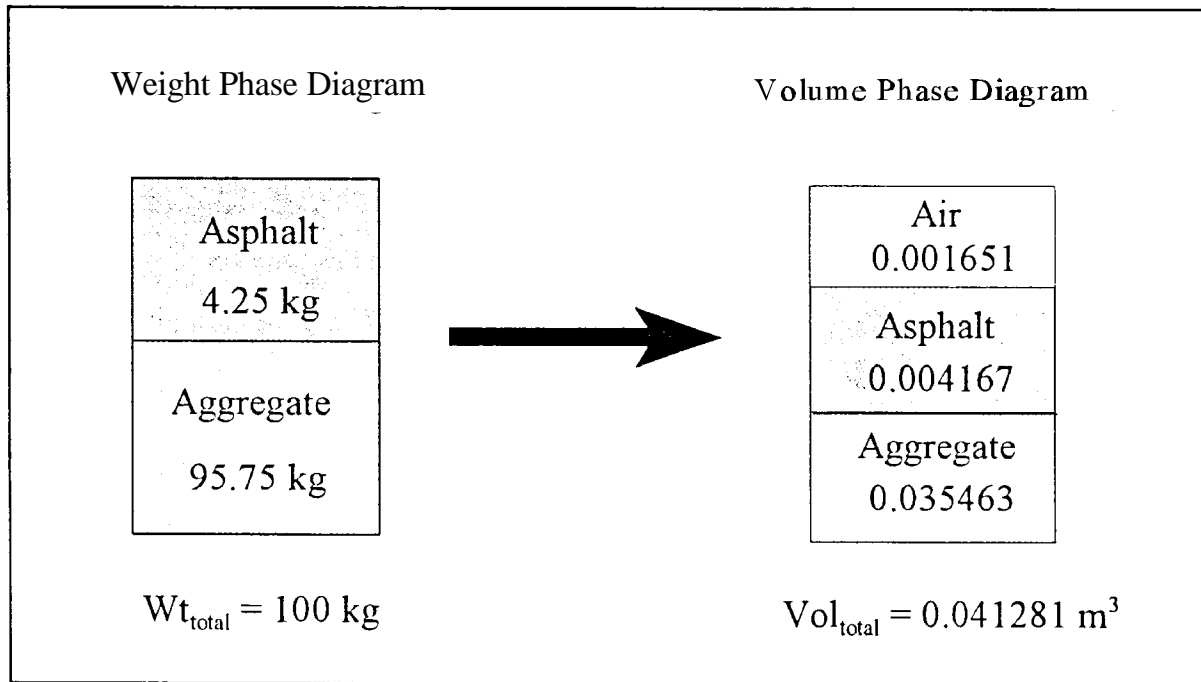 Weight Phase Diagram
Volume Phase Diagram
Asphalt
4.25 kg
Aggregate
95.75 kg
Air
0.001651
Asphalt
0.004167
Aggregate
0.035463
Wt_total = 100 kg
Vol_total = 0.041281 m³